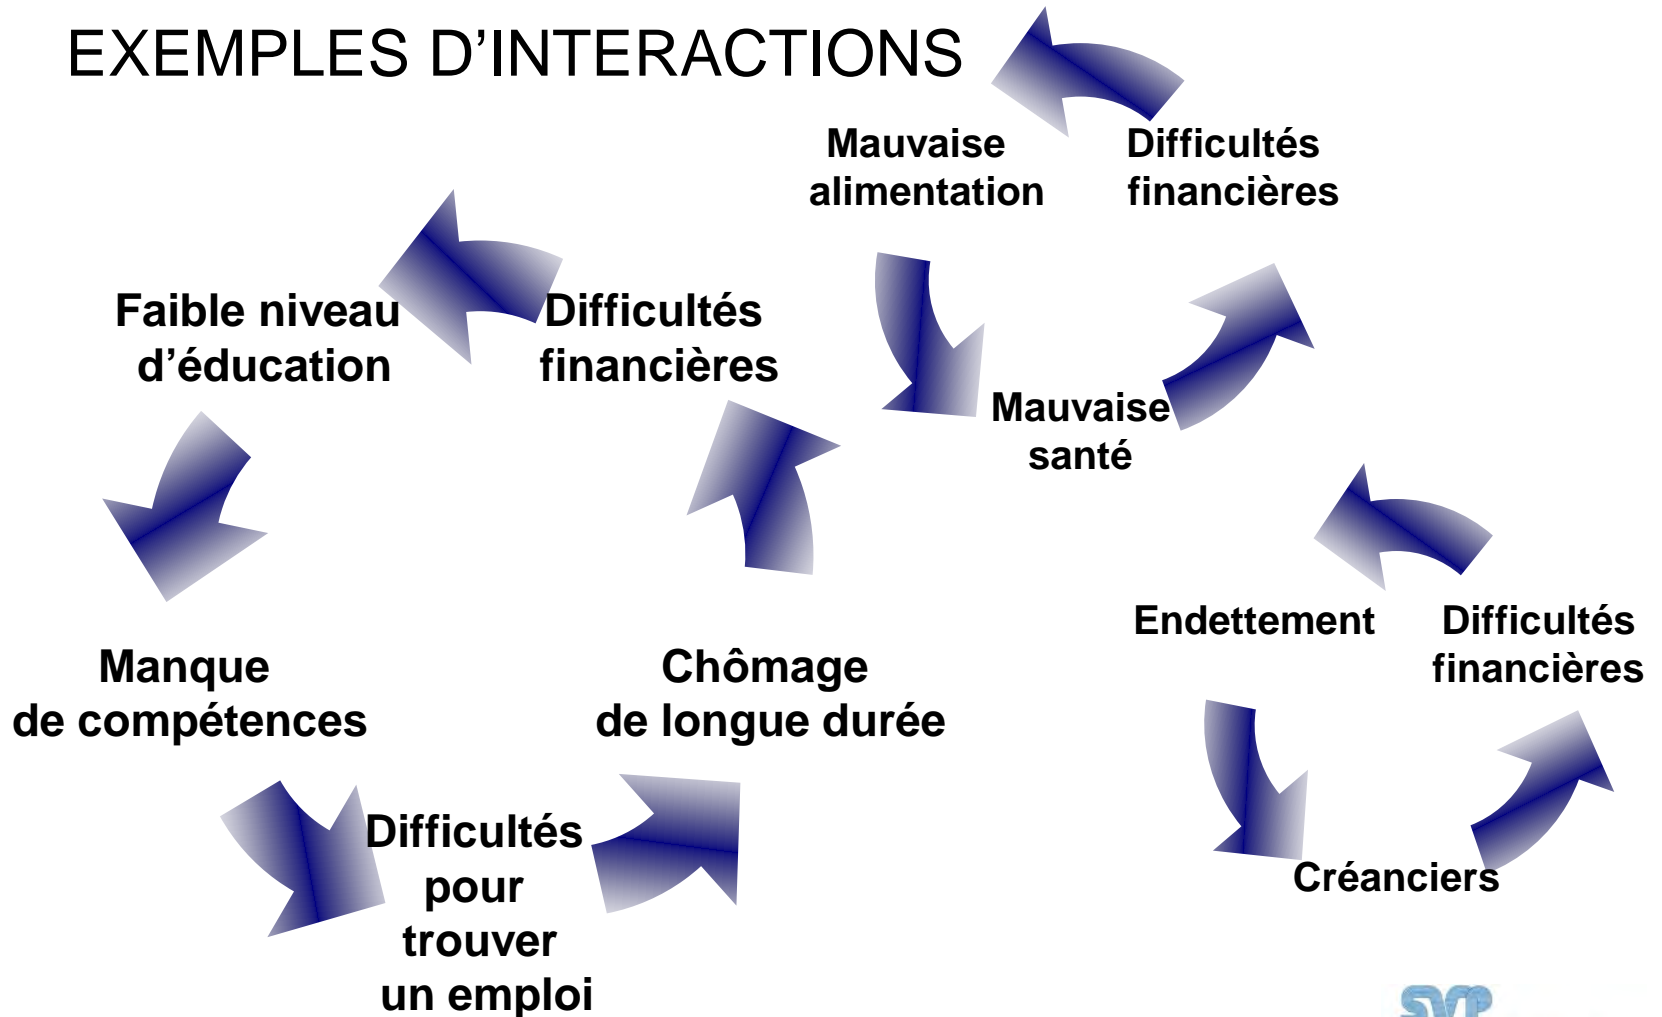 EXEMPLES D’INTERACTIONS
Mauvaise
alimentation
Difficultés
financières
Mauvaise
santé
Faible niveau
d’éducation
Difficultés
financières
Manque
de compétences
Chômage
de longue durée
Difficultés
pour
trouver
un emploi
Endettement
Difficultés
financières
Créanciers
SVP